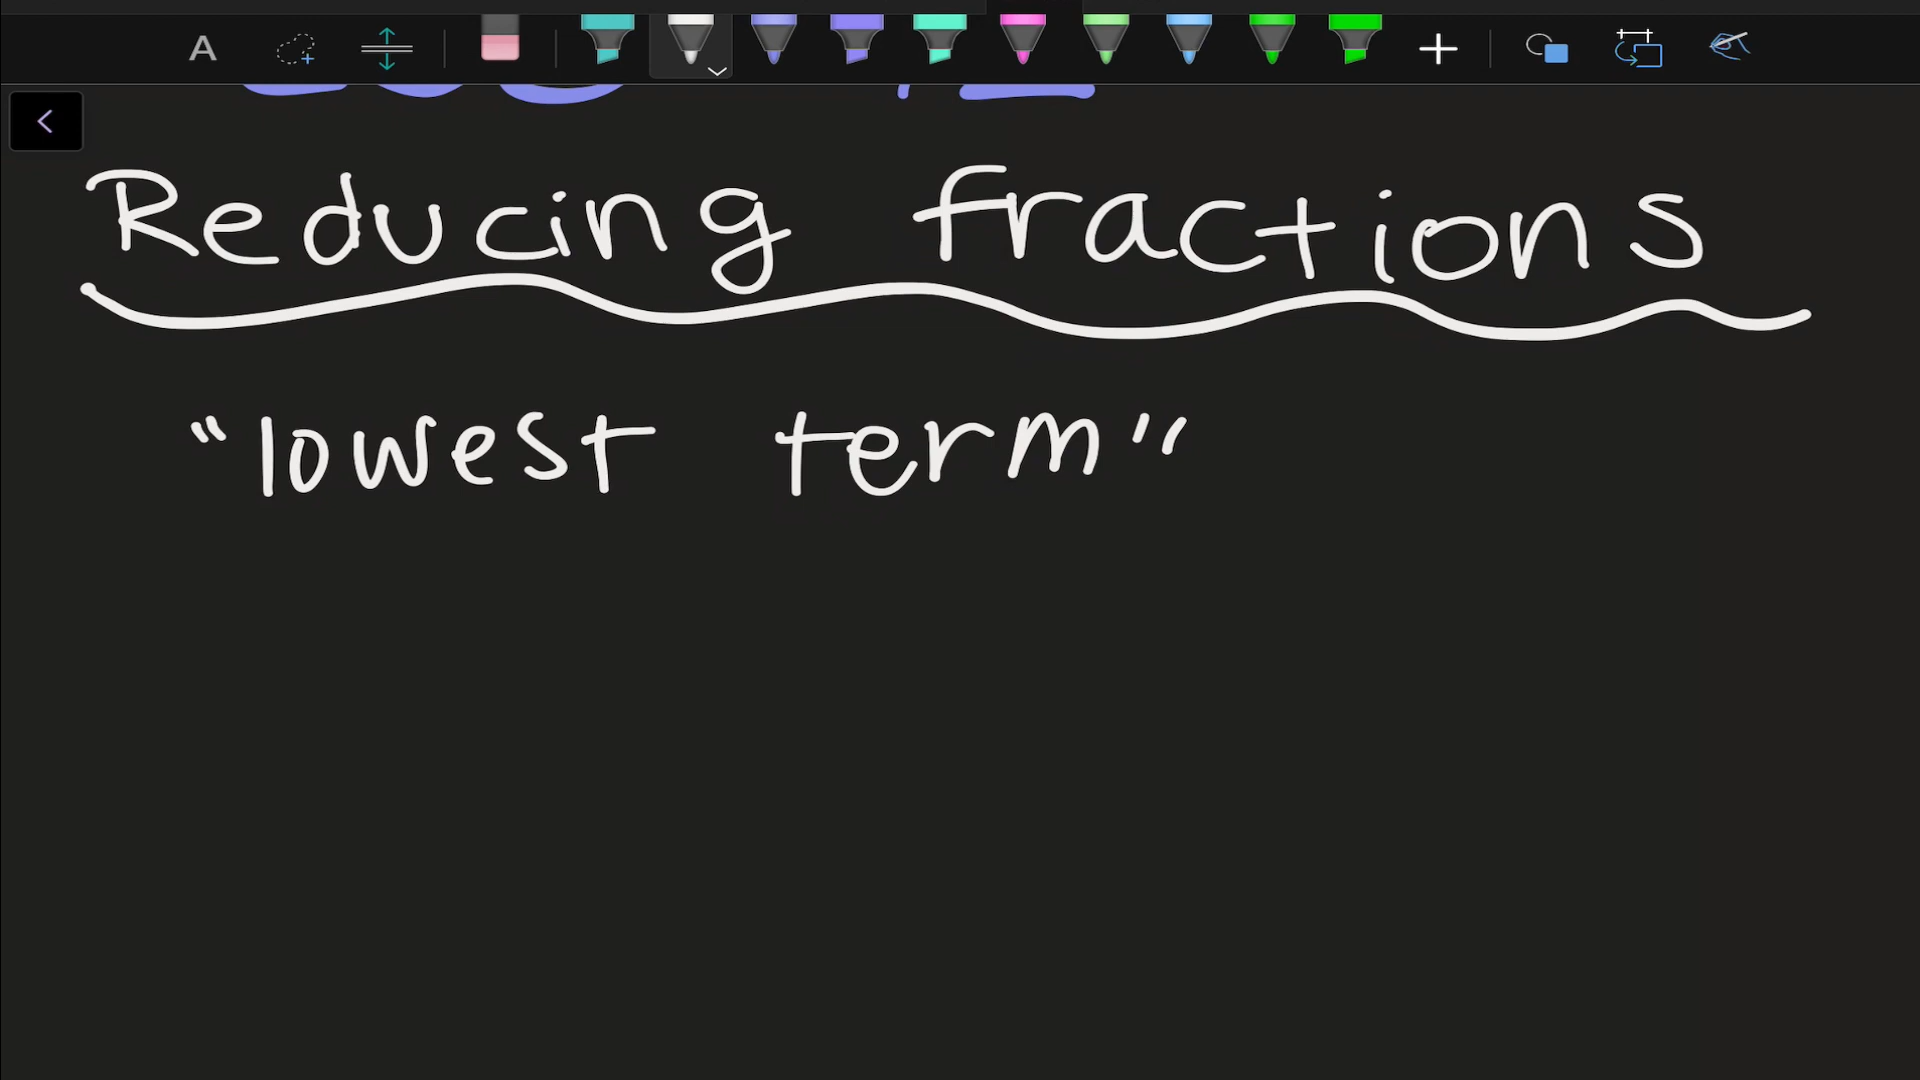 A
Reducing fractions
"lowest term"